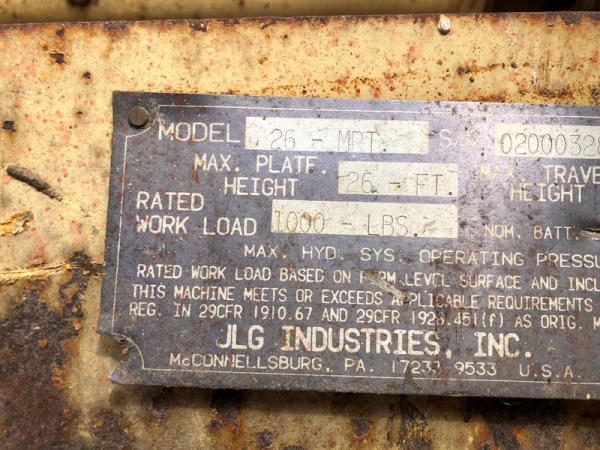 MODEL 26 - MRT. S/N 02000328
MAX. PLATF. HEIGHT 26 - FT. MAX. TRAVE
HEIGHT
RATED WORK LOAD 1000 - LBS. NOM. BATT.
MAX. HYD. SYS. OPERATING PRESSU
RATED WORK LOAD BASED ON FIRM LEVEL SURFACE AND INCL
THIS MACHINE MEETS OR EXCEEDS APPLICABLE REQUIREMENTS
REG. IN 29CFR 1910.67 AND 29CFR 1926.451(f) AS ORIG. M
JLG INDUSTRIES, INC.
McCONNELLSBURG, PA. 17233 9533 U.S.A.